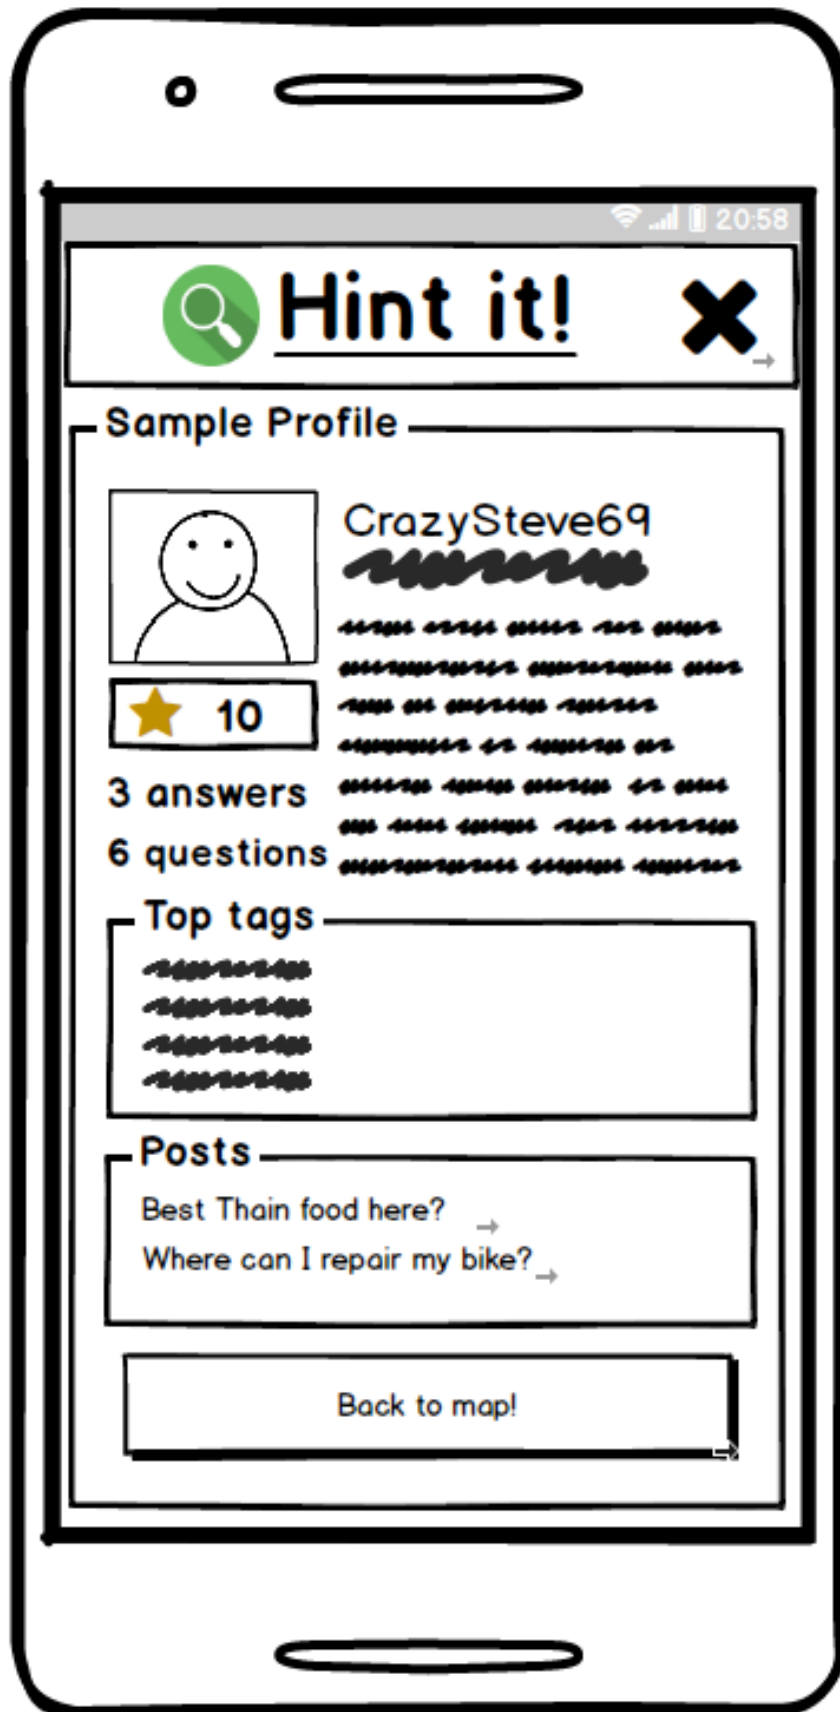 20:58
Hint it!
Sample Profile
CrazySteve69
10
3 answers
6 questions
Top tags
Posts
Best Thain food here?
Where can I repair my bike?
Back to map!